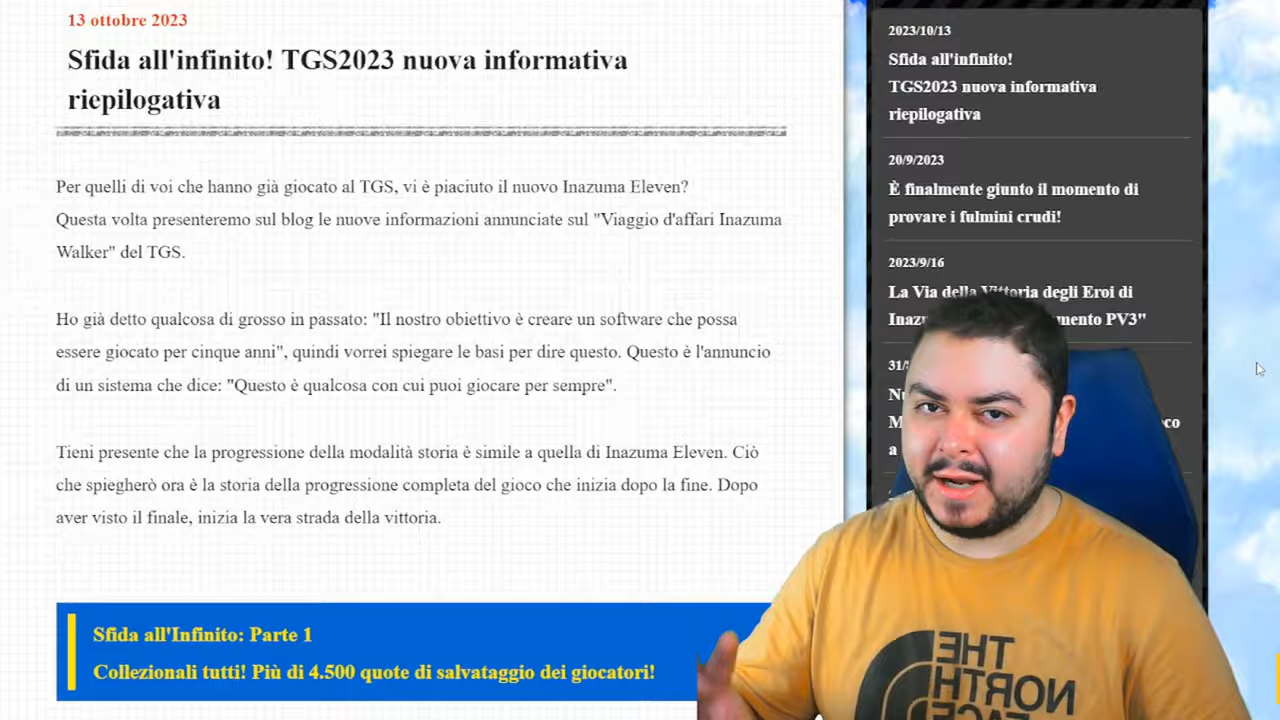 13 ottobre 2023
Sfida all'infinito! TGS2023 nuova informativa
riepilogativa
Per quelli di voi che hanno già giocato al TGS, vi è piaciuto il nuovo Inazuma Eleven?
Questa volta presenteremo sul blog le nuove informazioni annunciate sul "Viaggio d'affari Inazuma
Walker" del TGS.
Ho già detto qualcosa di grosso in passato: "Il nostro obiettivo è creare un software che possa
essere giocato per cinque anni", quindi vorrei spiegare le basi per dire questo. Questo è l'annuncio
di un sistema che dice: "Questo è qualcosa con cui puoi giocare per sempre".
Tieni presente che la progressione della modalità storia è simile a quella di Inazuma Eleven. Ciò
che spiegherò ora è la storia della progressione completa del gioco che inizia dopo la fine. Dopo
aver visto il finale, inizia la vera strada della vittoria.
Sfida all'Infinito: Parte 1
Collezionali tutti! Più di 4.500 quote di salvataggio dei giocatori!
2023/10/13
Sfida all'infinito!
TGS2023 nuova informativa
riepilogativa
20/9/2023
È finalmente giunto il momento di
provare i fulmini crudi!
2023/9/16
La Via della Vittoria degli Eroi di
PV3"
a
THE
NORTH
FACE